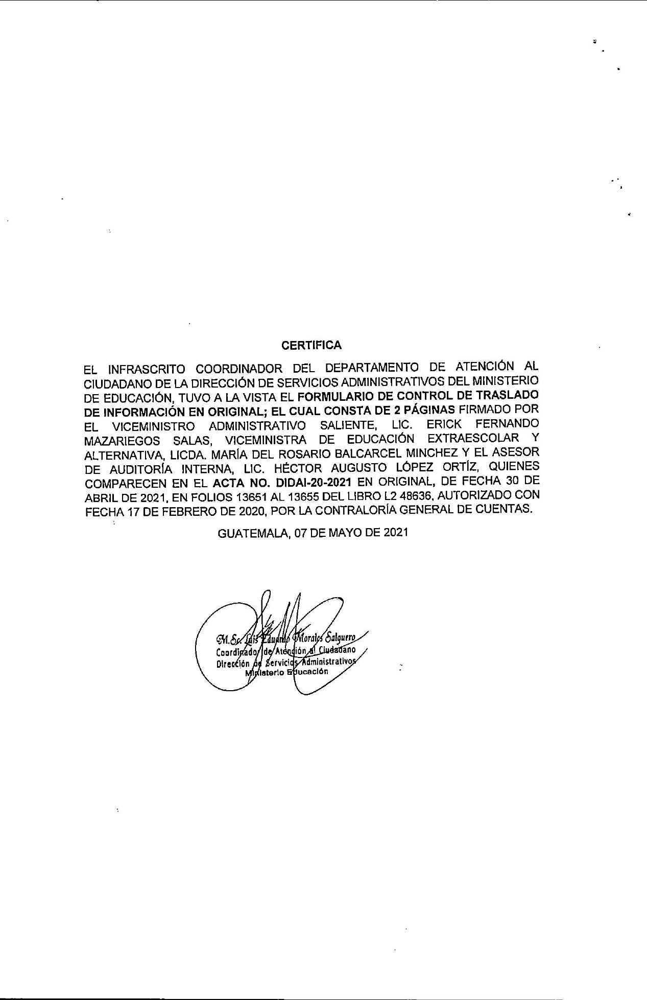 CERTIFICA
EL INFRASCRITO COORDINADOR DEL DEPARTAMENTO DE ATENCIÓN AL
CIUDADANO DE LA DIRECCIÓN DE SERVICIOS ADMINISTRATIVOS DEL MINISTERIO
DE EDUCACIÓN, TUVO A LA VISTA EL FORMULARIO DE CONTROL DE TRASLADO
DE INFORMACIÓN EN ORIGINAL; EL CUAL CONSTA DE 2 PÁGINAS FIRMADO POR
EL VICEMINISTRO ADMINISTRATIVO SALIENTE, LIC. ERICK FERNANDO
MAZARIEGOS SALAS, VICEMINISTRA DE EDUCACIÓN EXTRAESCOLAR Y
ALTERNATIVA, LICDA. MARÍA DEL ROSARIO BALCARCEL MINCHEZ Y EL ASESOR
DE AUDITORÍA INTERNA, LIC. HÉCTOR AUGUSTO LÓPEZ ORTÍZ, QUIENES
COMPARECEN EN EL ACTA NO. DIDAI-20-2021 EN ORIGINAL, DE FECHA 30 DE
ABRIL DE 2021, EN FOLIOS 13651 AL 13655 DEL LIBRO L2 48636, AUTORIZADO CON
FECHA 17 DE FEBRERO DE 2020, POR LA CONTRALORÍA GENERAL DE CUENTAS.
GUATEMALA, 07 DE MAYO DE 2021
M.Sc. Luis Eduardo Morales Salguero
Coordinador de Atención al Ciudadano
Dirección de Servicios Administrativos
Ministerio Educación